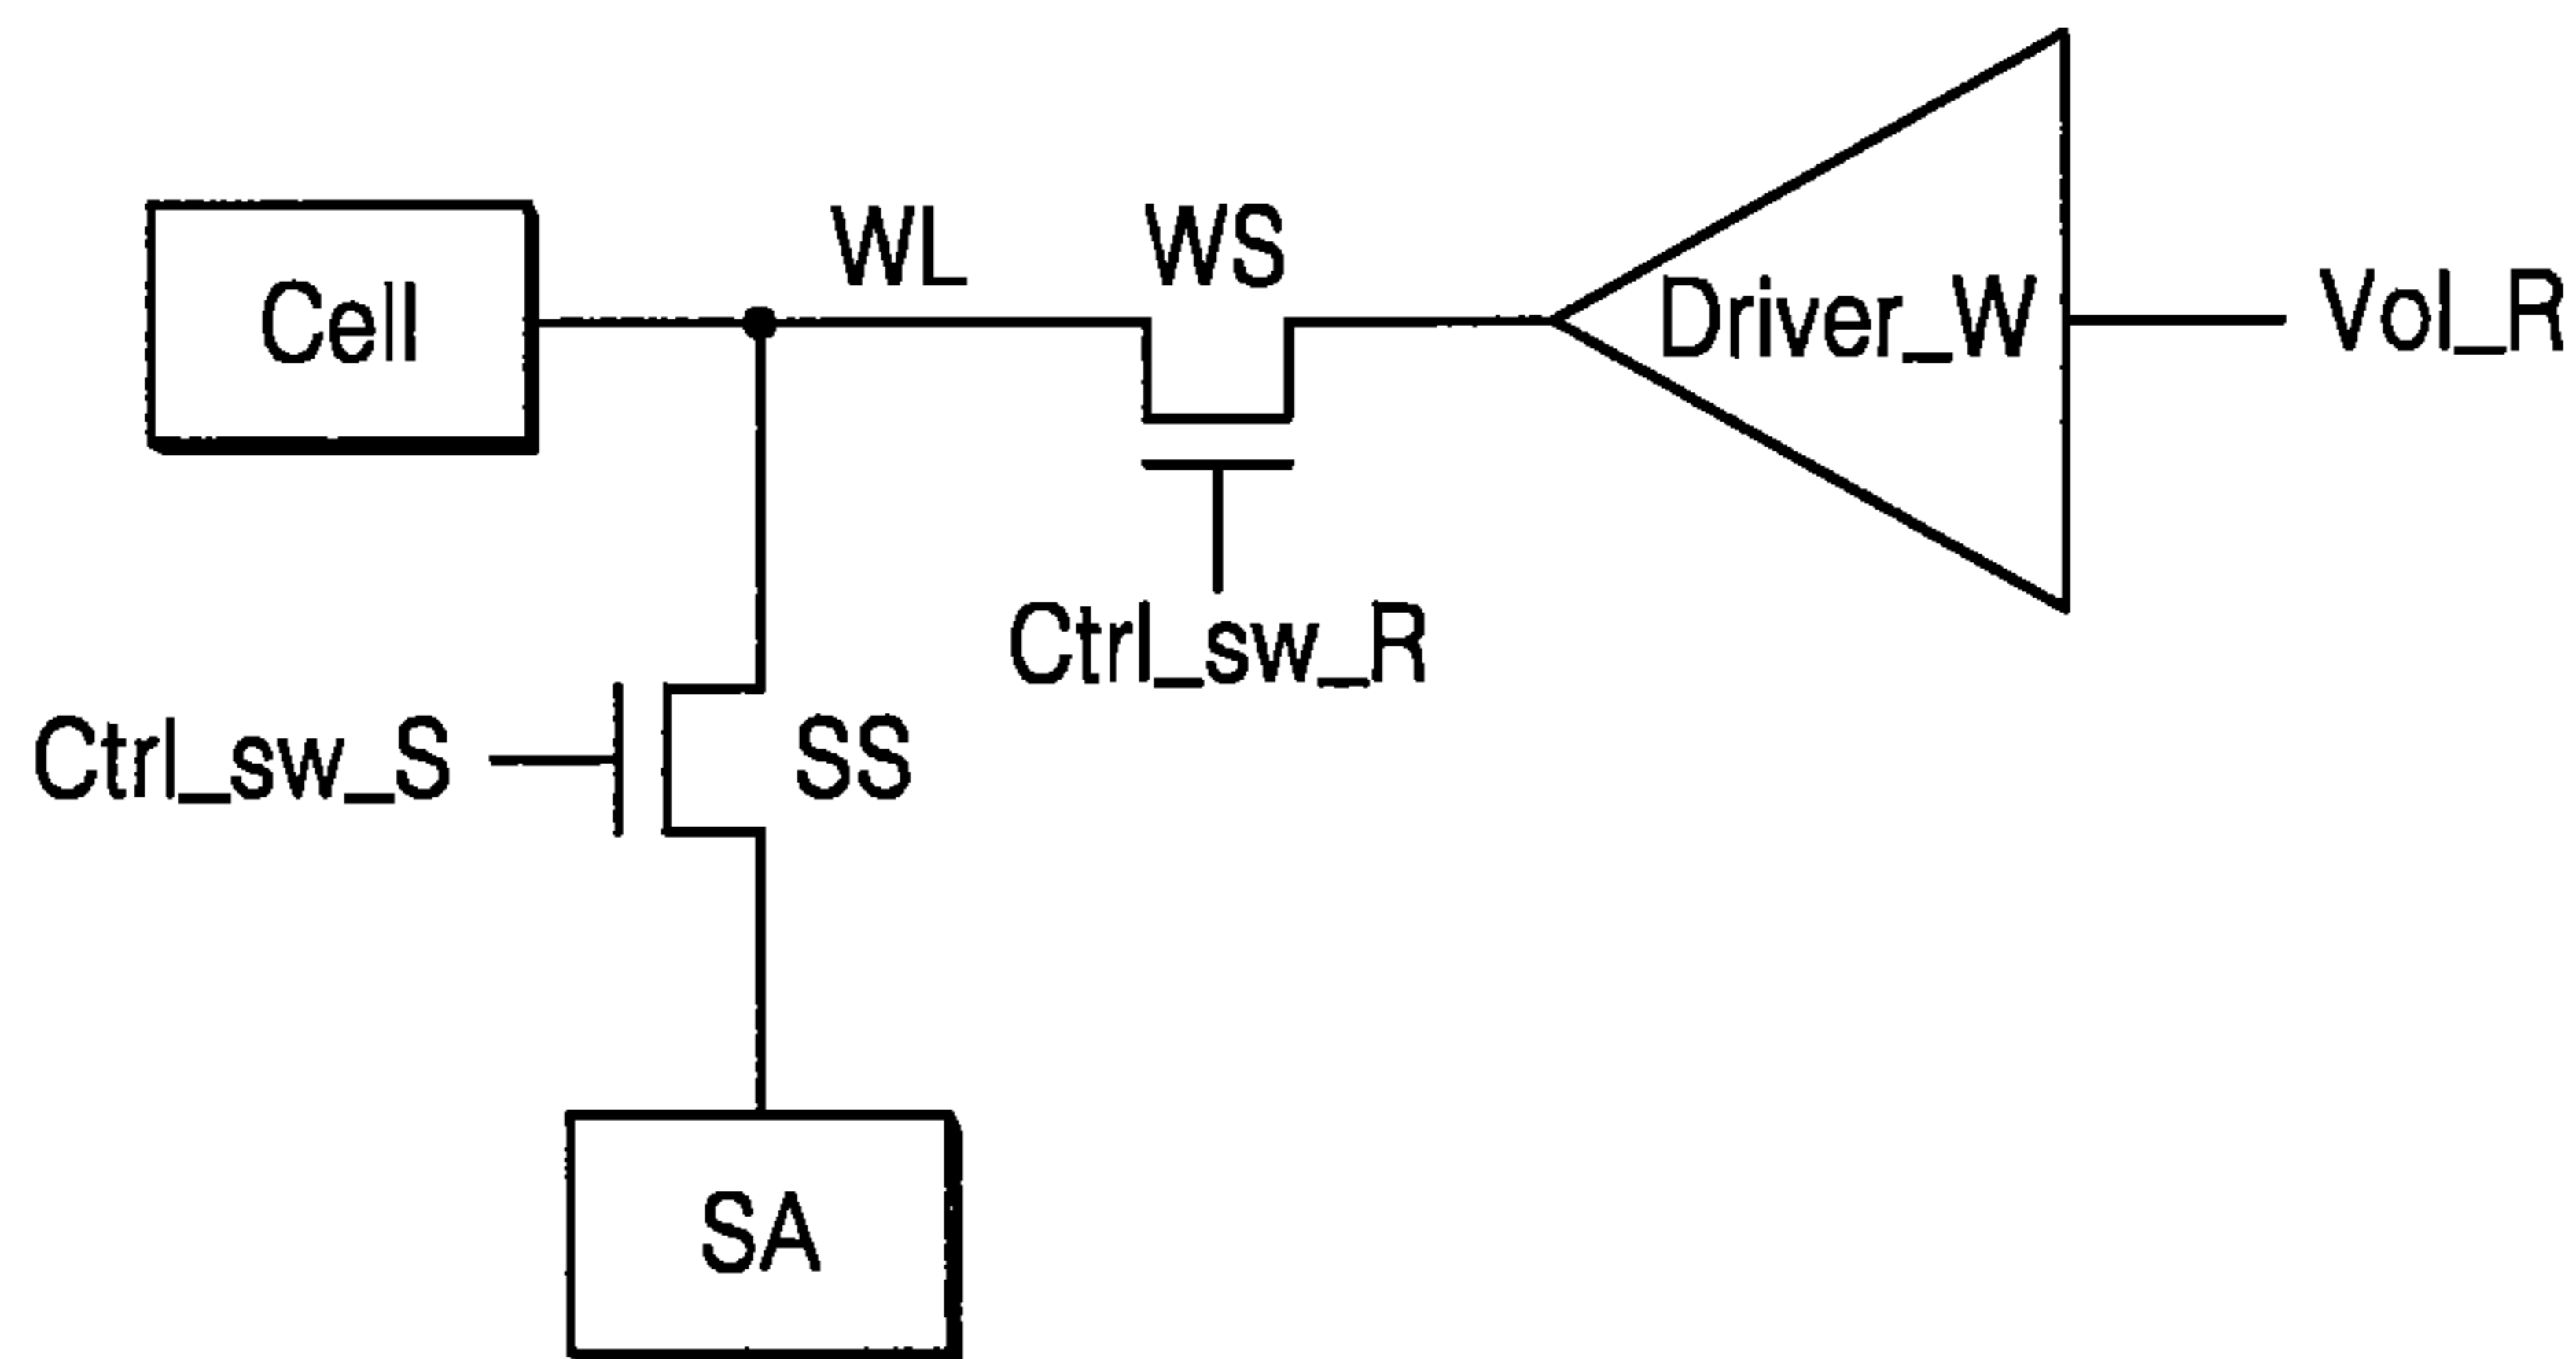 WL WS
Cell
Driver_W
Vol_R
Ctrl_sw_R
Ctrl_sw_S
SS
SA